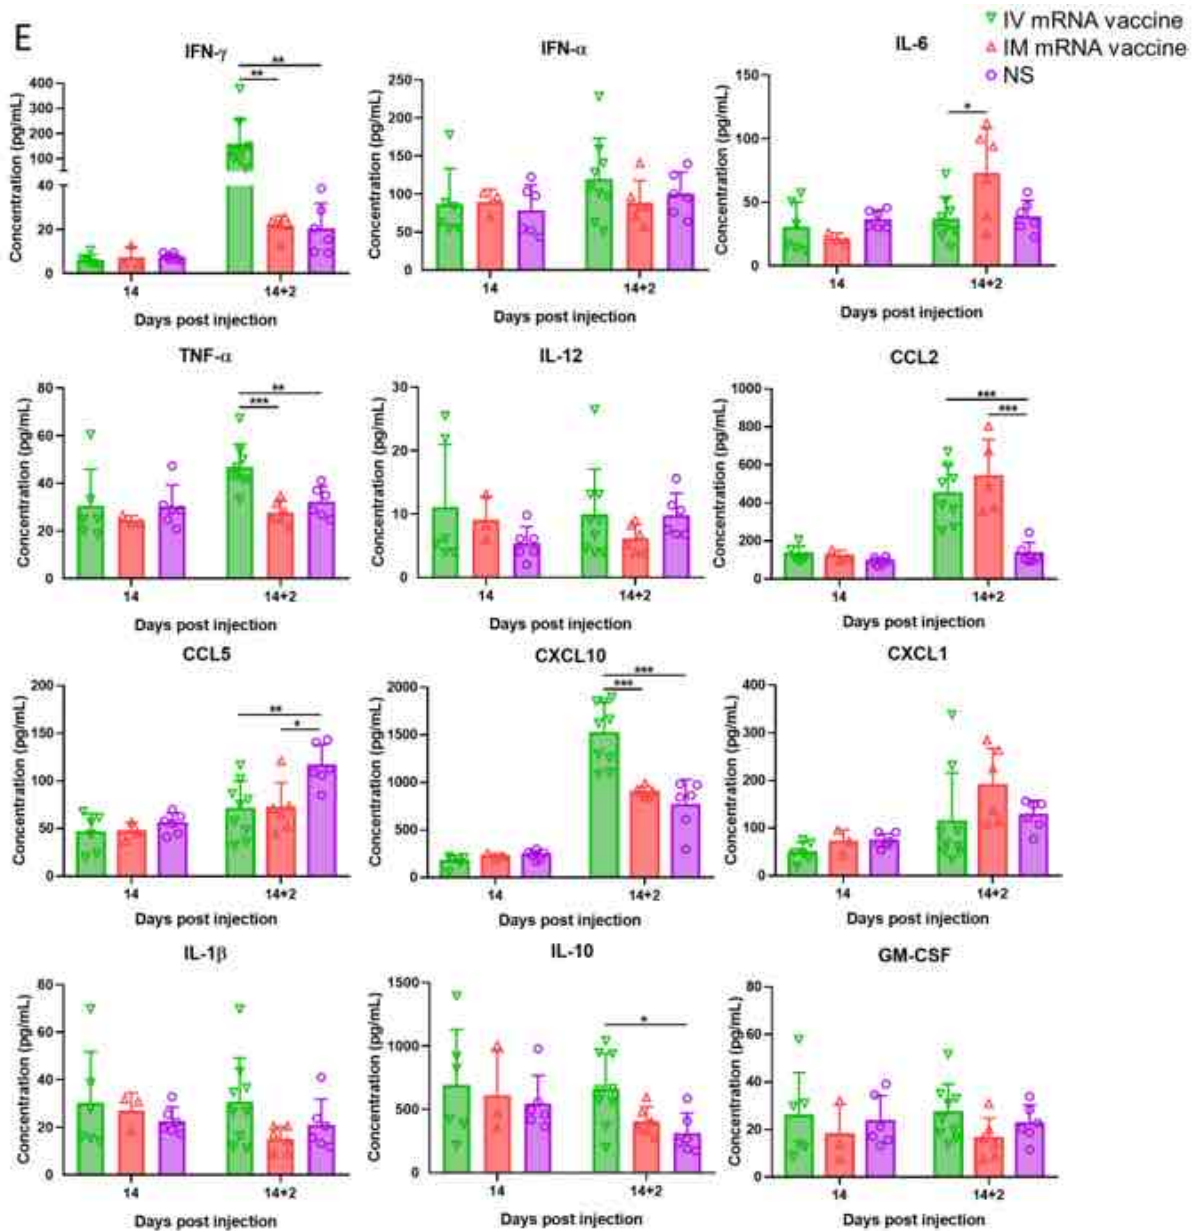 E
▽ IV mRNA vaccine
△ IM mRNA vaccine
○ NS
IFN-γ
Concentration (pg/mL)
400
300
200
100
40
20
0
**
**
14
14+2
Days post injection
IFN-α
Concentration (pg/mL)
250
200
150
100
50
0
14
14+2
Days post injection
IL-6
Concentration (pg/mL)
150
100
50
0
*
14
14+2
Days post injection
TNF-α
Concentration (pg/mL)
80
60
40
20
0
**
***
14
14+2
Days post injection
IL-12
Concentration (pg/mL)
30
20
10
0
14
14+2
Days post injection
CCL2
Concentration (pg/mL)
1000
800
600
400
200
0
***
***
14
14+2
Days post injection
CCL5
Concentration (pg/mL)
200
150
100
50
0
**
*
14
14+2
Days post injection
CXCL10
Concentration (pg/mL)
2000
1500
1000
500
0
***
***
14
14+2
Days post injection
CXCL1
Concentration (pg/mL)
400
300
200
100
0
14
14+2
Days post injection
IL-1β
Concentration (pg/mL)
80
60
40
20
0
14
14+2
Days post injection
IL-10
Concentration (pg/mL)
1500
1000
500
0
*
14
14+2
Days post injection
GM-CSF
Concentration (pg/mL)
80
60
40
20
0
14
14+2
Days post injection